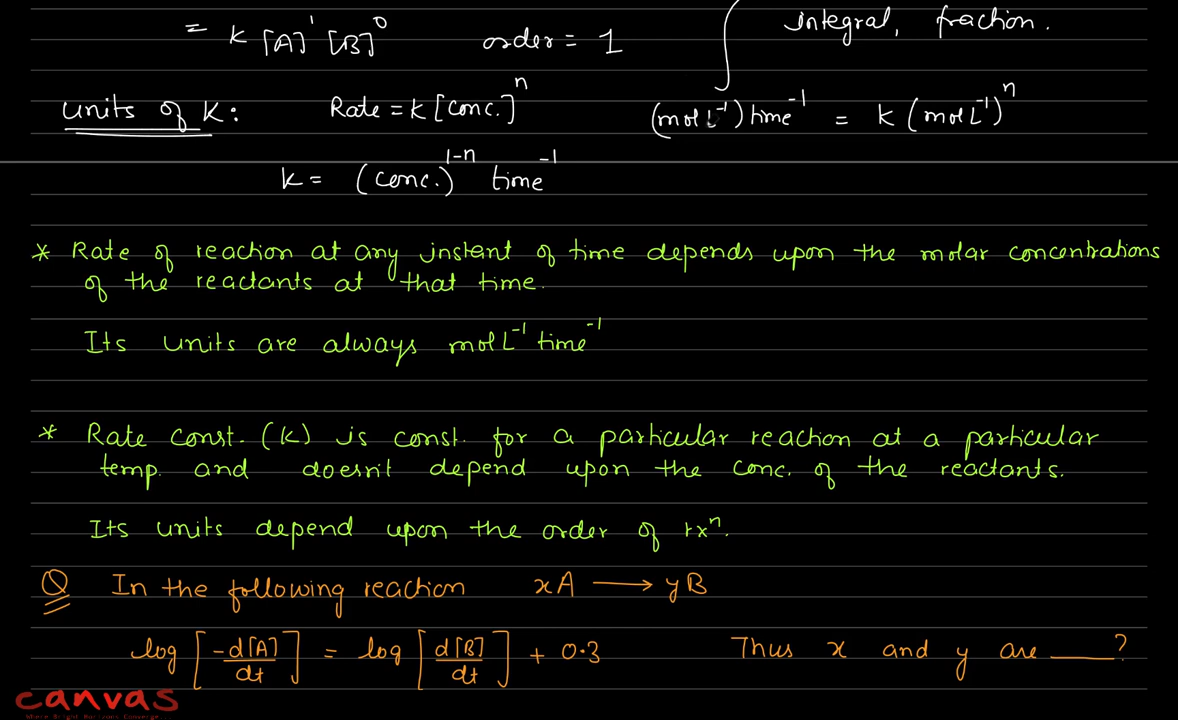 = K [A]¹ [B]⁰ order = 1 integral, fraction.
Units of K: Rate = K [conc.]ⁿ (mol L⁻¹) time⁻¹ = K (mol L⁻¹)ⁿ
K = (conc.)¹⁻ⁿ time⁻¹
* Rate of reaction at any instant of time depends upon the molar concentrations
of the reactants at that time.
Its units are always mol L⁻¹ time⁻¹
* Rate const. (K) is const. for a particular reaction at a particular
temp. and doesn't depend upon the conc. of the reactants.
Its units depend upon the order of rxⁿ.
Q In the following reaction xA ⟶ yB
log [-d[A]/dt] = log [d[B]/dt] + 0.3 Thus x and y are ____?
canvas